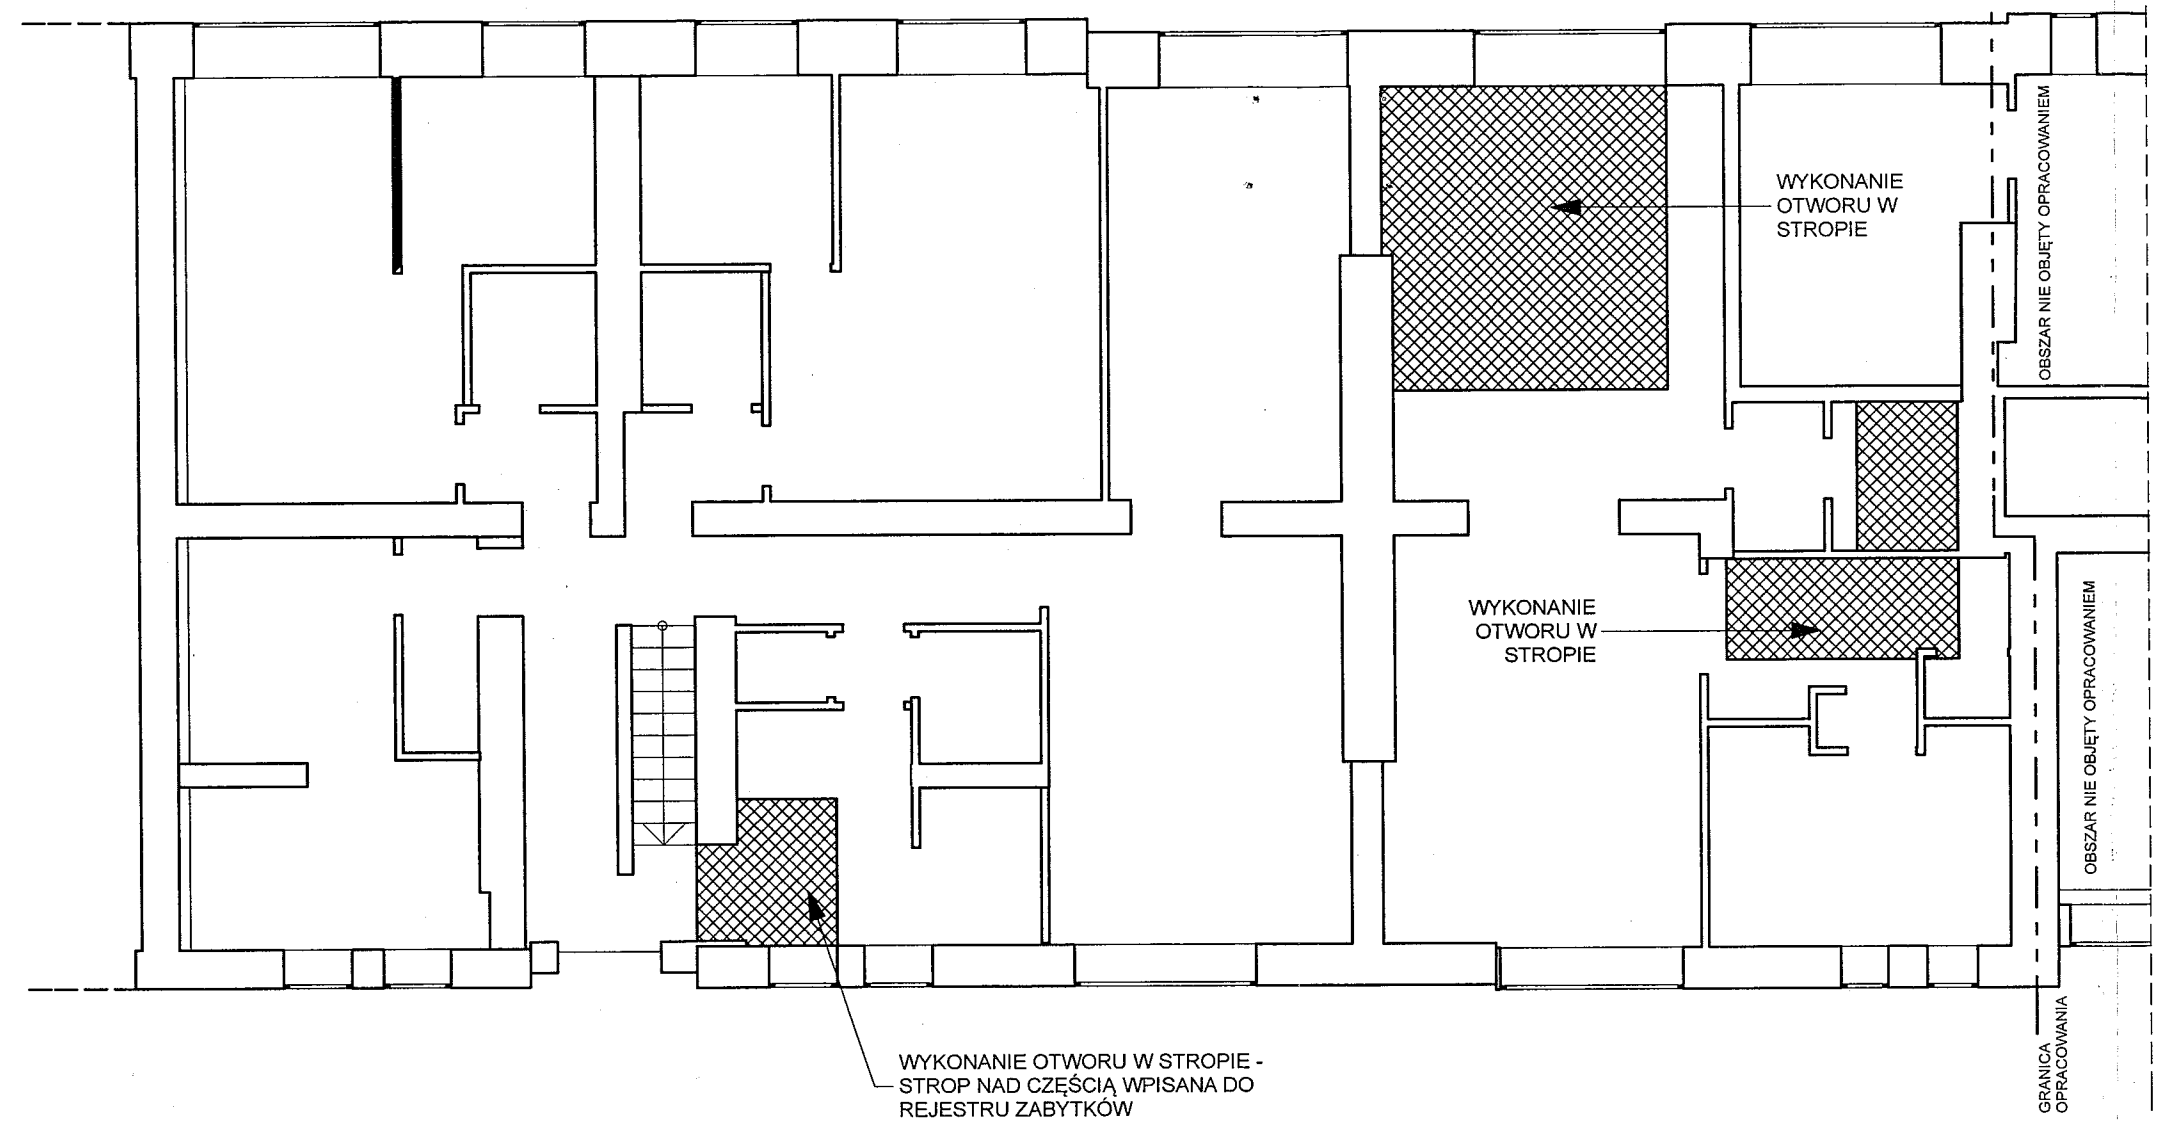 WYKONANIE
OTWORU W
STROPIE
OBSZAR NIE OBJĘTY OPRACOWANIEM
WYKONANIE
OTWORU W
STROPIE
OBSZAR NIE OBJĘTY OPRACOWANIEM
WYKONANIE OTWORU W STROPIE -
STROP NAD CZĘŚCIĄ WPISANA DO
REJESTRU ZABYTKÓW
GRANICA
OPRACOWANIA